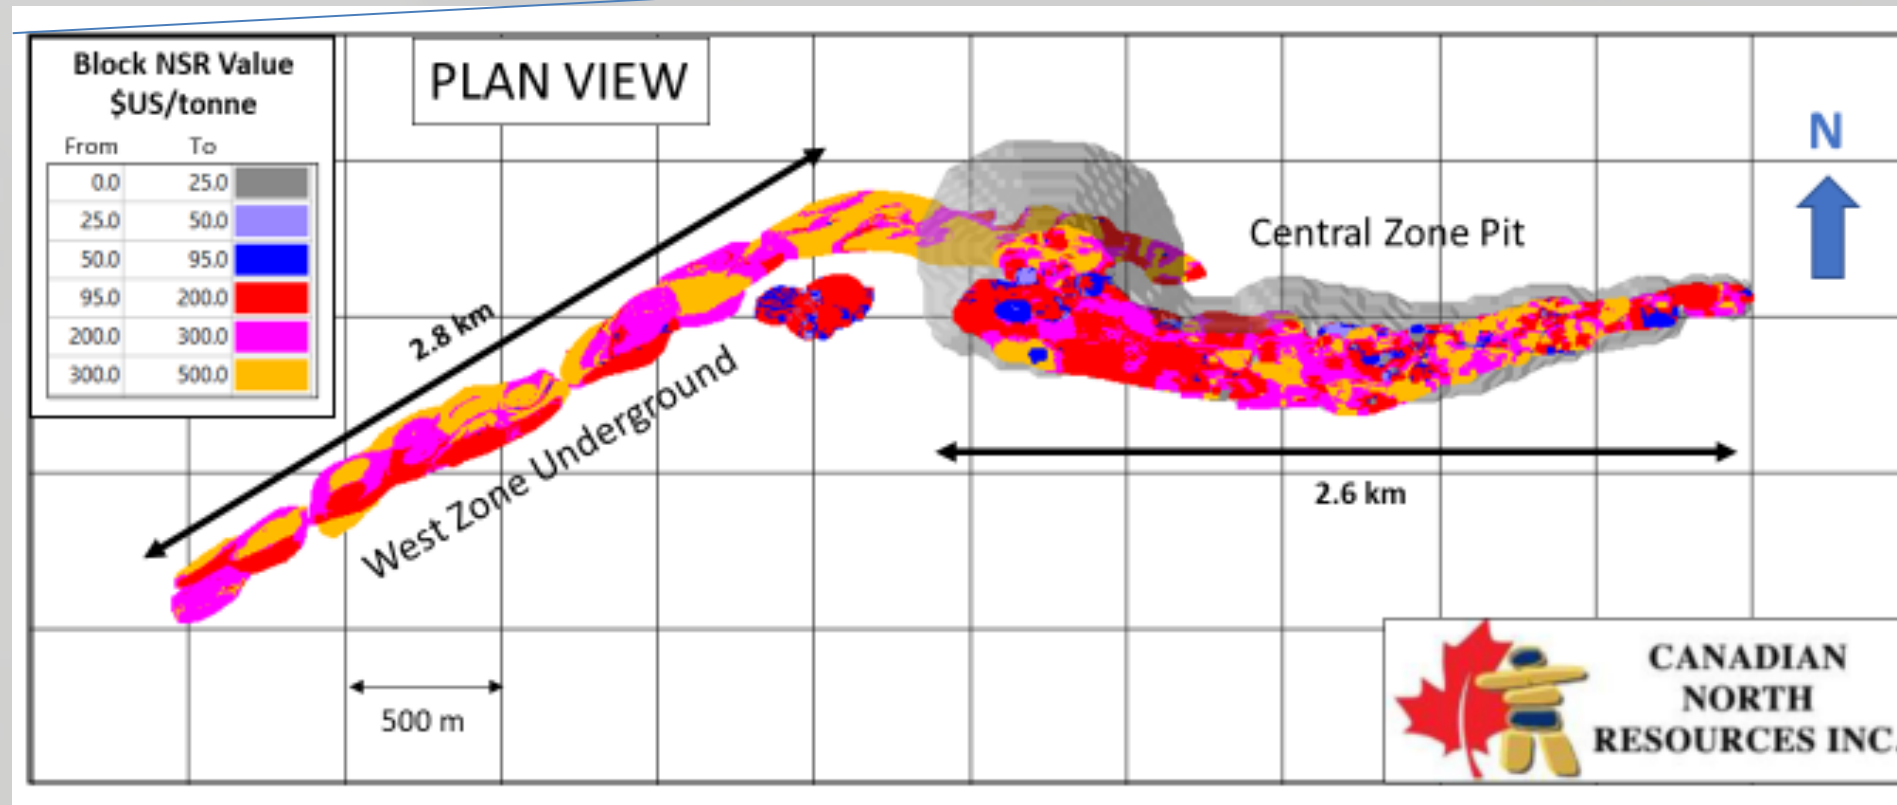 Block NSR Value
$US/tonne
From To
0.0 25.0
25.0 50.0
50.0 95.0
95.0 200.0
200.0 300.0
300.0 500.0
PLAN VIEW
N
Central Zone Pit
2.8 km
West Zone Underground
2.6 km
500 m
CANADIAN
NORTH
RESOURCES INC.